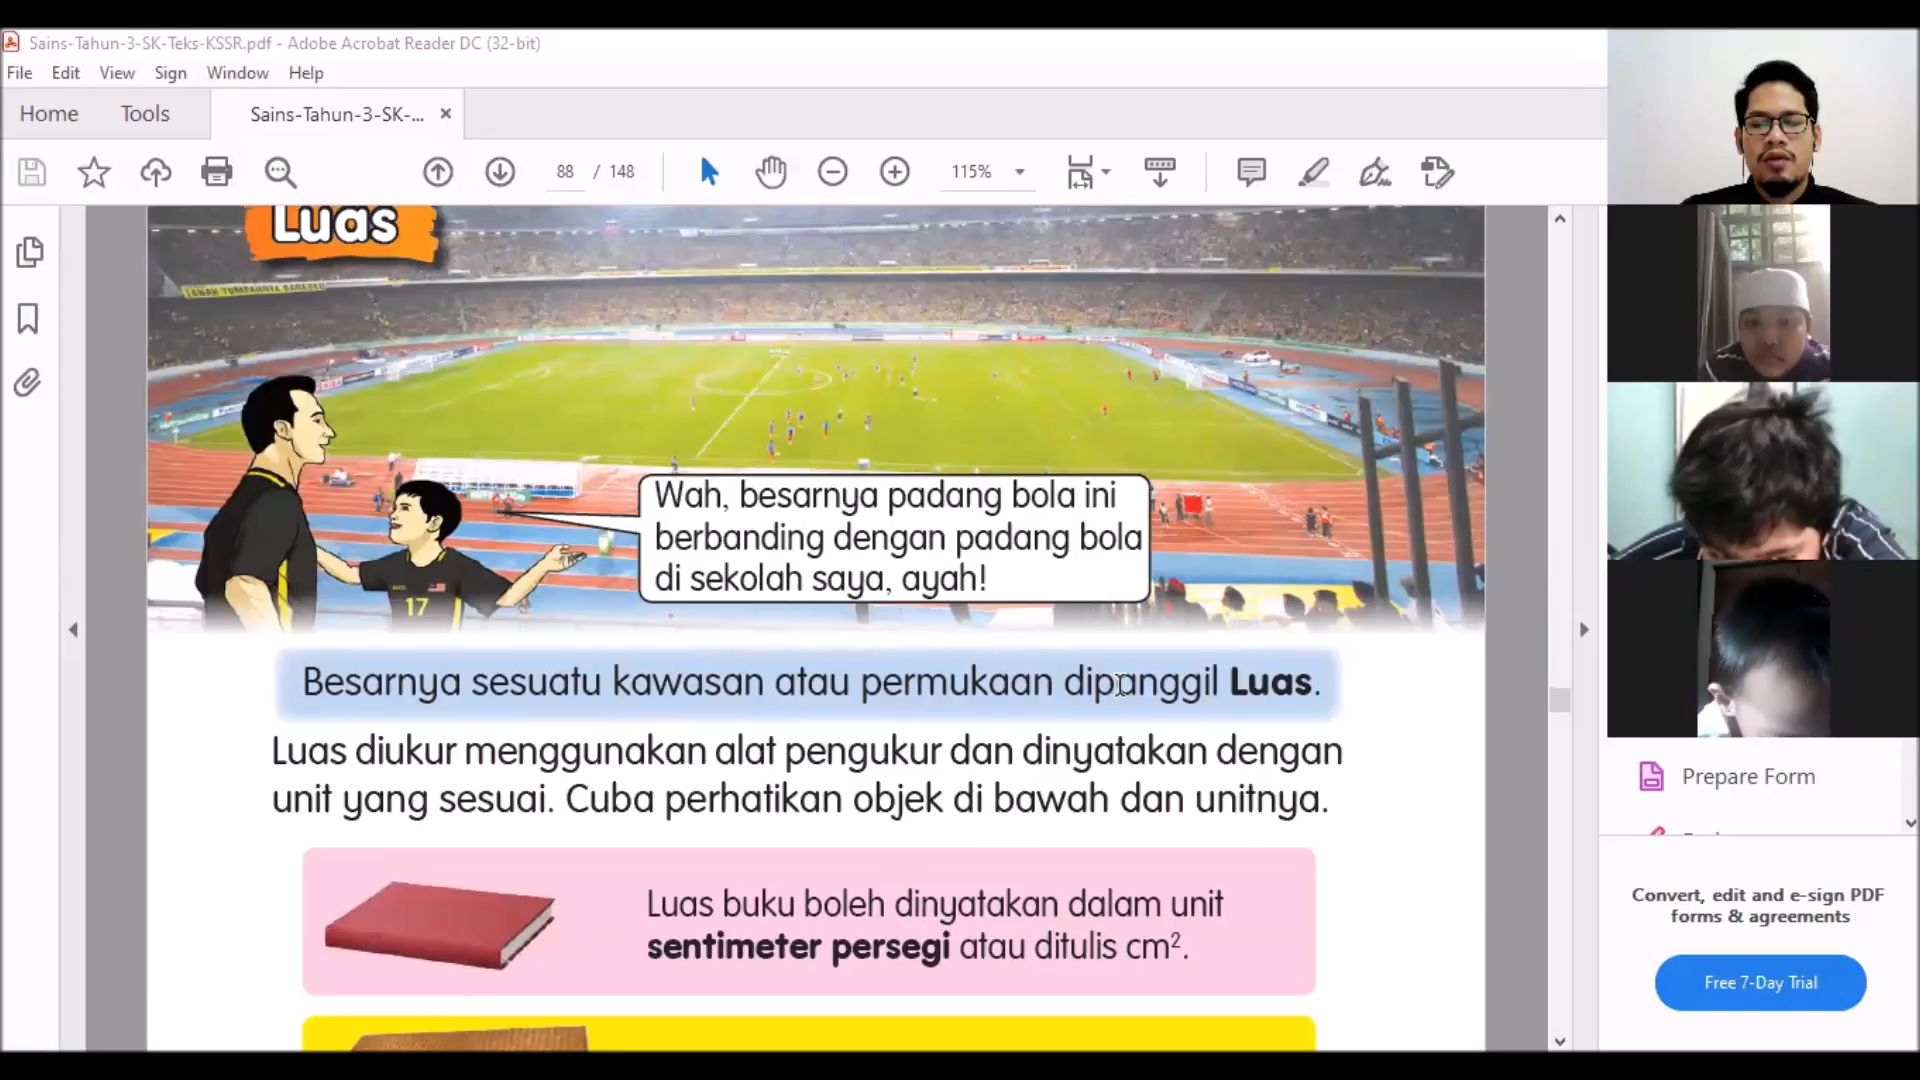 Sains-Tahun-3-SK-Teks-KSSR.pdf - Adobe Acrobat Reader DC (32-bit)
File Edit View Sign Window Help
Home Tools Sains-Tahun-3-SK-... ×
88 / 148 115%
Luas
TANAH TUMPAHNYA DARAHKU
Wah, besarnya padang bola ini
berbanding dengan padang bola
di sekolah saya, ayah!
17
Besarnya sesuatu kawasan atau permukaan dipanggil Luas.
Luas diukur menggunakan alat pengukur dan dinyatakan dengan
unit yang sesuai. Cuba perhatikan objek di bawah dan unitnya.
Luas buku boleh dinyatakan dalam unit
sentimeter persegi atau ditulis cm².
Prepare Form
Convert, edit and e-sign PDF
forms & agreements
Free 7-Day Trial